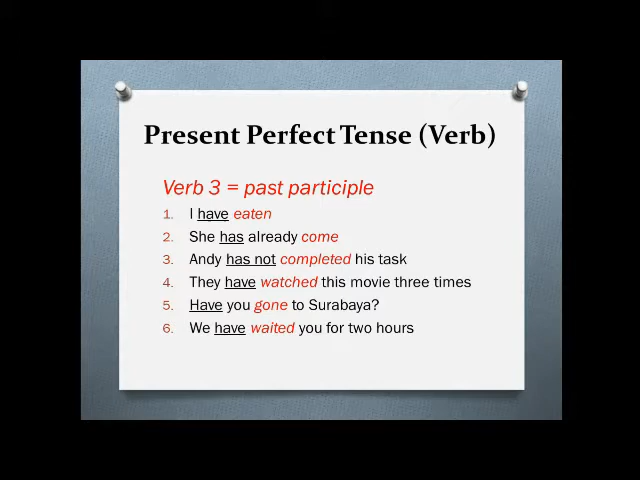 Present Perfect Tense (Verb)
Verb 3 = past participle
1. I have eaten
2. She has already come
3. Andy has not completed his task
4. They have watched this movie three times
5. Have you gone to Surabaya?
6. We have waited you for two hours